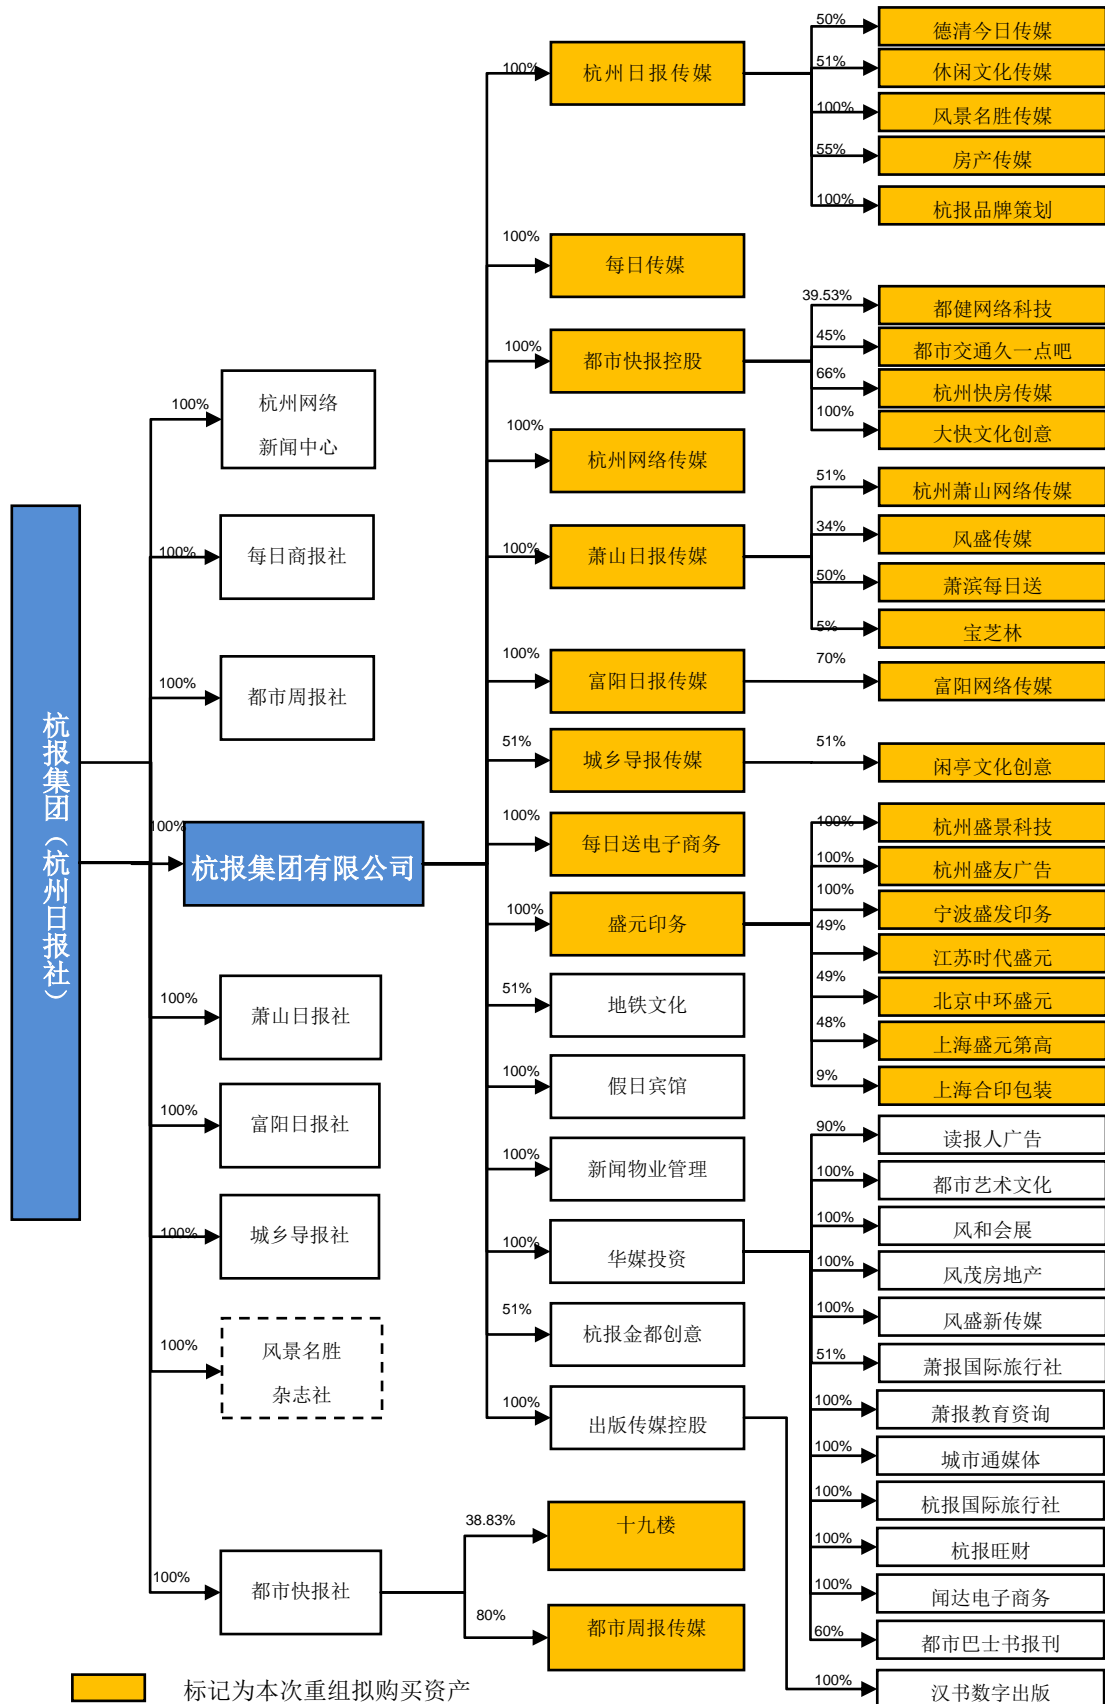 杭报集团（杭州日报社）
100%
杭州网络
新闻中心
100%
每日商报社
100%
都市周报社
100%
杭报集团有限公司
100%
萧山日报社
100%
富阳日报社
100%
城乡导报社
100%
风景名胜
杂志社
100%
都市快报社
100%
杭州日报传媒
50%
德清今日传媒
51%
休闲文化传媒
100%
风景名胜传媒
55%
房产传媒
100%
杭报品牌策划
100%
每日传媒
100%
都市快报控股
39.53%
都健网络科技
45%
都市交通久一点吧
66%
杭州快房传媒
100%
大快文化创意
100%
杭州网络传媒
100%
萧山日报传媒
51%
杭州萧山网络传媒
34%
风盛传媒
50%
萧滨每日送
5%
宝芝林
100%
富阳日报传媒
70%
富阳网络传媒
51%
城乡导报传媒
51%
闲亭文化创意
100%
每日送电子商务
100%
盛元印务
100%
杭州盛景科技
100%
杭州盛友广告
100%
宁波盛发印务
49%
江苏时代盛元
49%
北京中环盛元
48%
上海盛元第高
9%
上海合印包装
51%
地铁文化
100%
假日宾馆
100%
新闻物业管理
100%
华媒投资
90%
读报人广告
100%
都市艺术文化
100%
风和会展
100%
风茂房地产
100%
风盛新传媒
51%
萧报国际旅行社
100%
萧报教育资询
100%
城市通媒体
100%
杭报国际旅行社
100%
杭报旺财
100%
闻达电子商务
60%
都市巴士书报刊
51%
杭报金都创意
100%
出版传媒控股
100%
汉书数字出版
38.83%
十九楼
80%
都市周报传媒
标记为本次重组拟购买资产